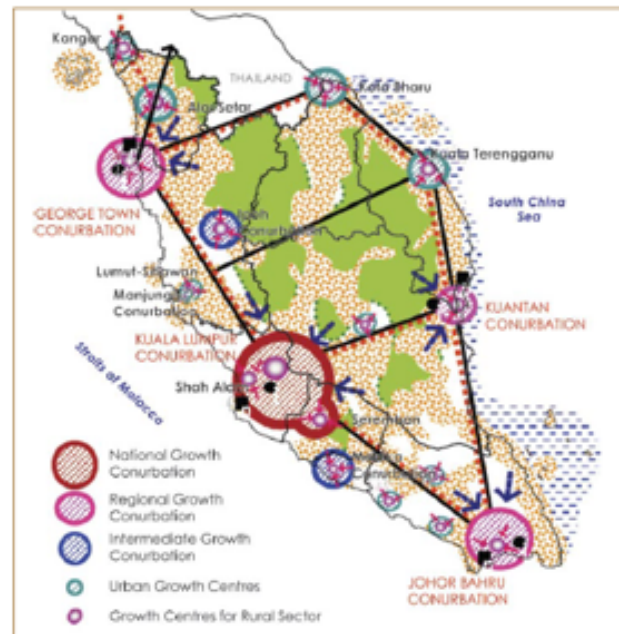 Kangar
THAILAND
Kota Bharu
Alor Setar
Kuala Terengganu
GEORGE TOWN
CONURBATION
South China
Sea
Ipoh
Conurbation
Lumut-Sitiawan
Manjung
Conurbation
KUANTAN
CONURBATION
KUALA LUMPUR
CONURBATION
Straits of Malacca
Shah Alam
Seremban
Melaka
Conurbation
National Growth
Conurbation
Regional Growth
Conurbation
Intermediate Growth
Conurbation
Urban Growth Centres
Growth Centres for Rural Sector
JOHOR BAHRU
CONURBATION